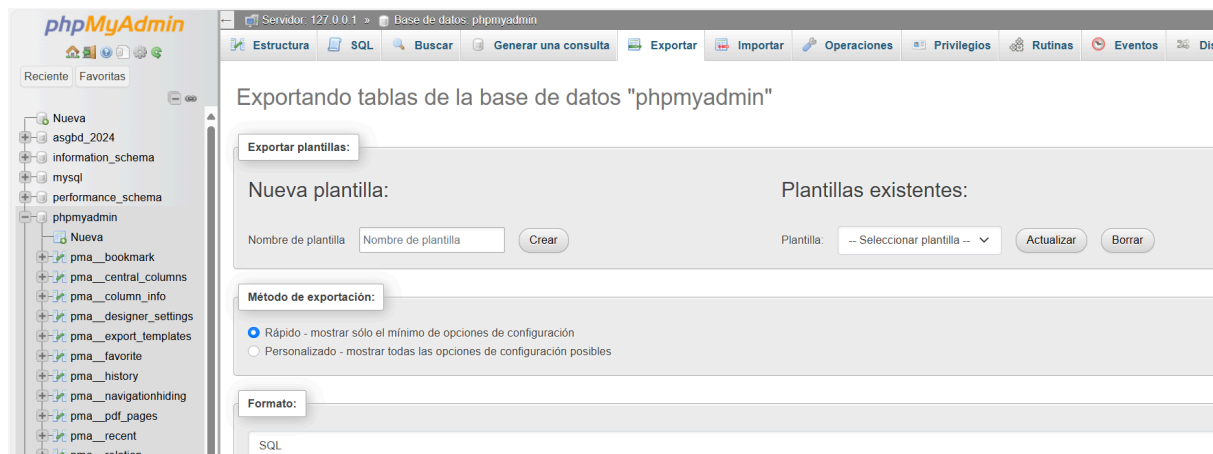 phpMyAdmin
Reciente Favoritas
Nueva
asgbd_2024
information_schema
mysql
performance_schema
phpmyadmin
Nueva
pma__bookmark
pma__central_columns
pma__column_info
pma__designer_settings
pma__export_templates
pma__favorite
pma__history
pma__navigationhiding
pma__pdf_pages
pma__recent
Servidor: 127.0.0.1 » Base de datos: phpmyadmin
Estructura SQL Buscar Generar una consulta Exportar Importar Operaciones Privilegios Rutinas Eventos
Exportando tablas de la base de datos "phpmyadmin"
Exportar plantillas:
Nueva plantilla:
Nombre de plantilla Nombre de plantilla Crear
Plantillas existentes:
Plantilla: -- Seleccionar plantilla -- Actualizar Borrar
Método de exportación:
Rápido - mostrar sólo el mínimo de opciones de configuración
Personalizado - mostrar todas las opciones de configuración posibles
Formato:
SQL